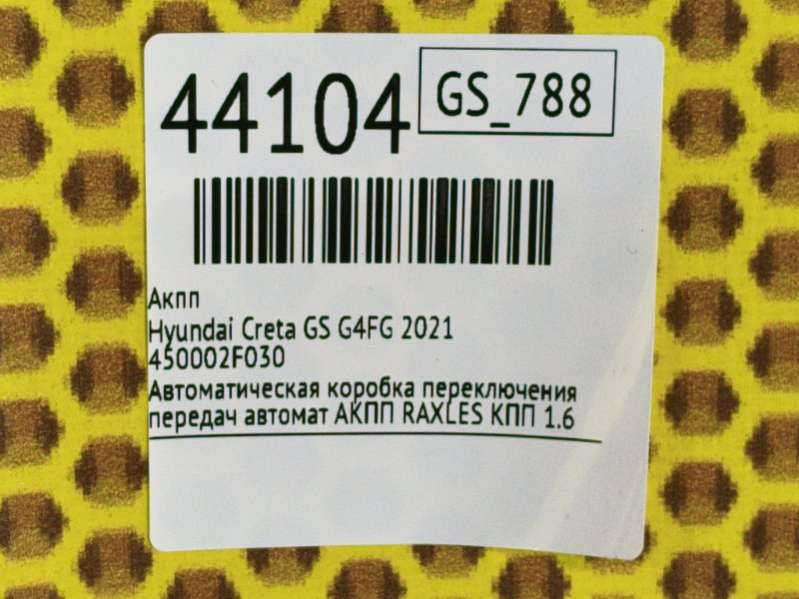 44104
GS_788
Акпп
Hyundai Creta GS G4FG 2021
450002F030
Автоматическая коробка переключения
передач автомат АКПП RAXLES КПП 1.6